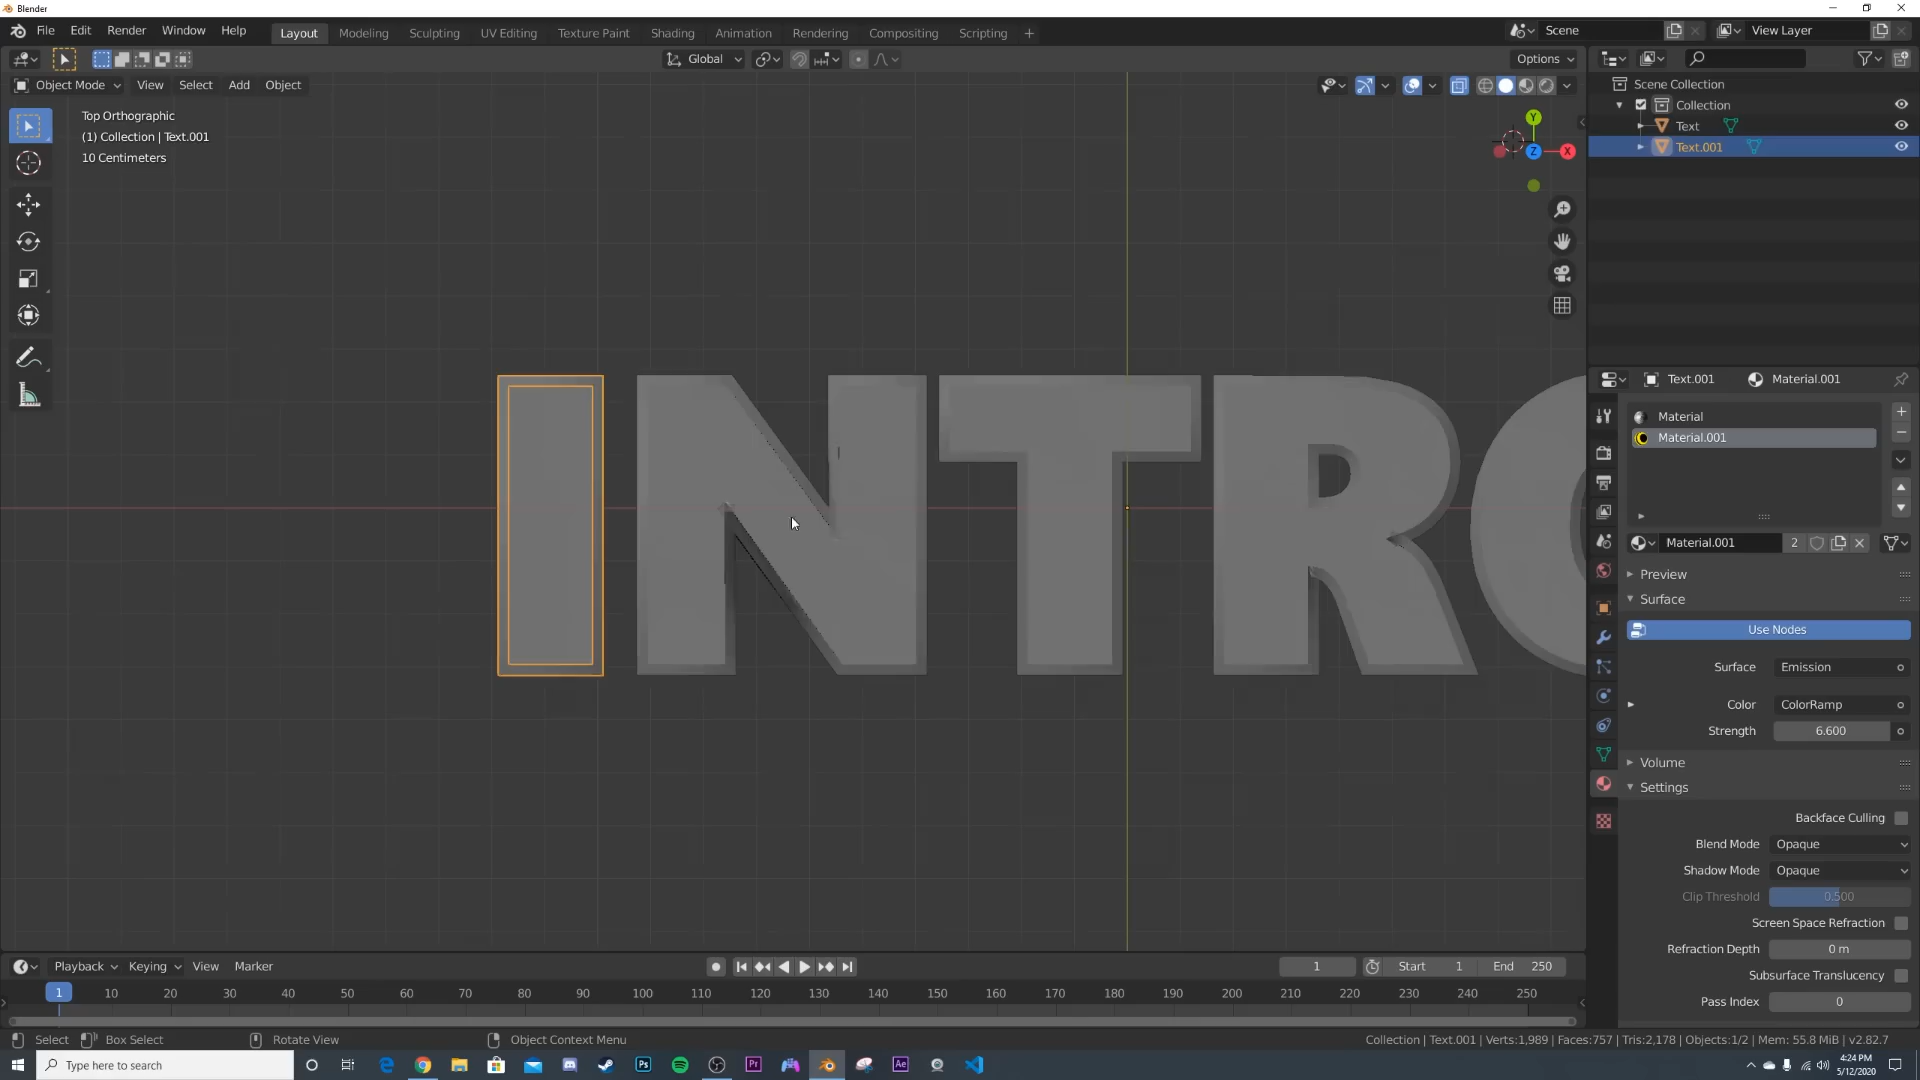 Blender
File Edit Render Window Help Layout Modeling Sculpting UV Editing Texture Paint Shading Animation Rendering Compositing Scripting + Scene View Layer
Global Options
Object Mode View Select Add Object
Top Orthographic
(1) Collection | Text.001
10 Centimeters
Y
Z X
INTRO
Scene Collection
Collection
Text
Text.001
Text.001 Material.001
Material
Material.001
Material.001 2
Preview
Surface
Use Nodes
Surface Emission
Color ColorRamp
Strength 6.600
Volume
Settings
Backface Culling
Blend Mode Opaque
Shadow Mode Opaque
Clip Threshold 0.500
Screen Space Refraction
Refraction Depth 0 m
Subsurface Translucency
Pass Index 0
Playback Keying View Marker 1 Start 1 End 250
1 10 20 30 40 50 60 70 80 90 100 110 120 130 140 150 160 170 180 190 200 210 220 230 240 250
Select Box Select Rotate View Object Context Menu Collection | Text.001 | Verts:1,989 | Faces:757 | Tris:2,178 | Objects:1/2 | Mem: 55.8 MiB | v2.82.7
Type here to search Ps Pr Ae 4:24 PM
5/12/2020